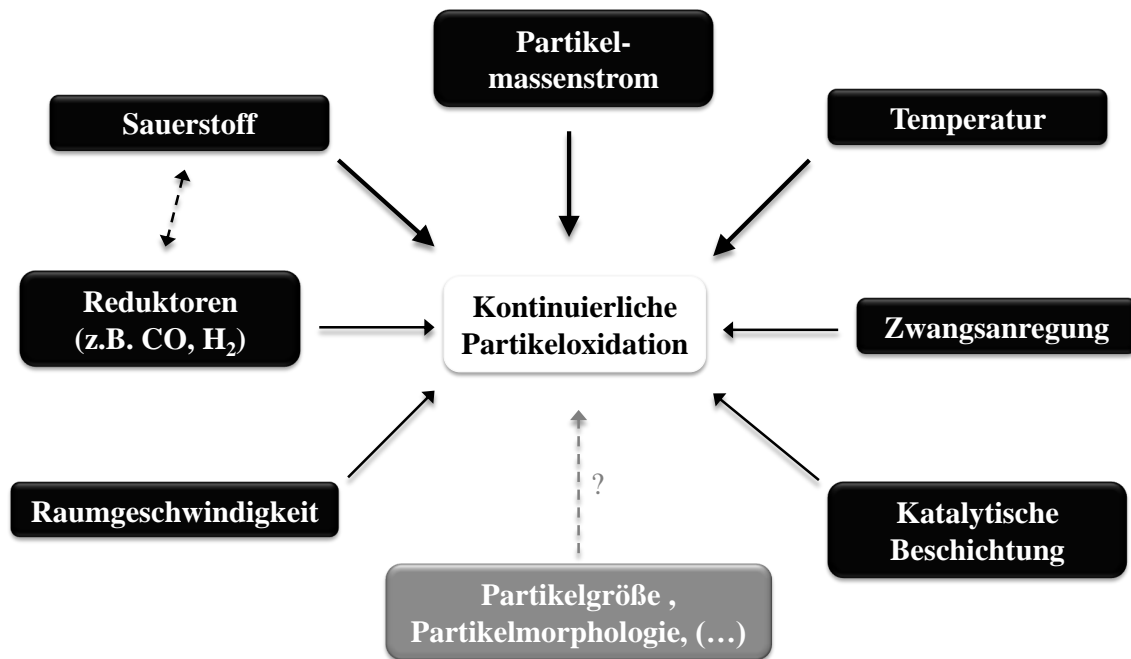 Partikel-
massenstrom
Sauerstoff
Temperatur
Reduktoren
(z.B. CO, H₂)
Kontinuierliche
Partikeloxidation
Zwangsanregung
Raumgeschwindigkeit
?
Katalytische
Beschichtung
Partikelgröße ,
Partikelmorphologie, (…)